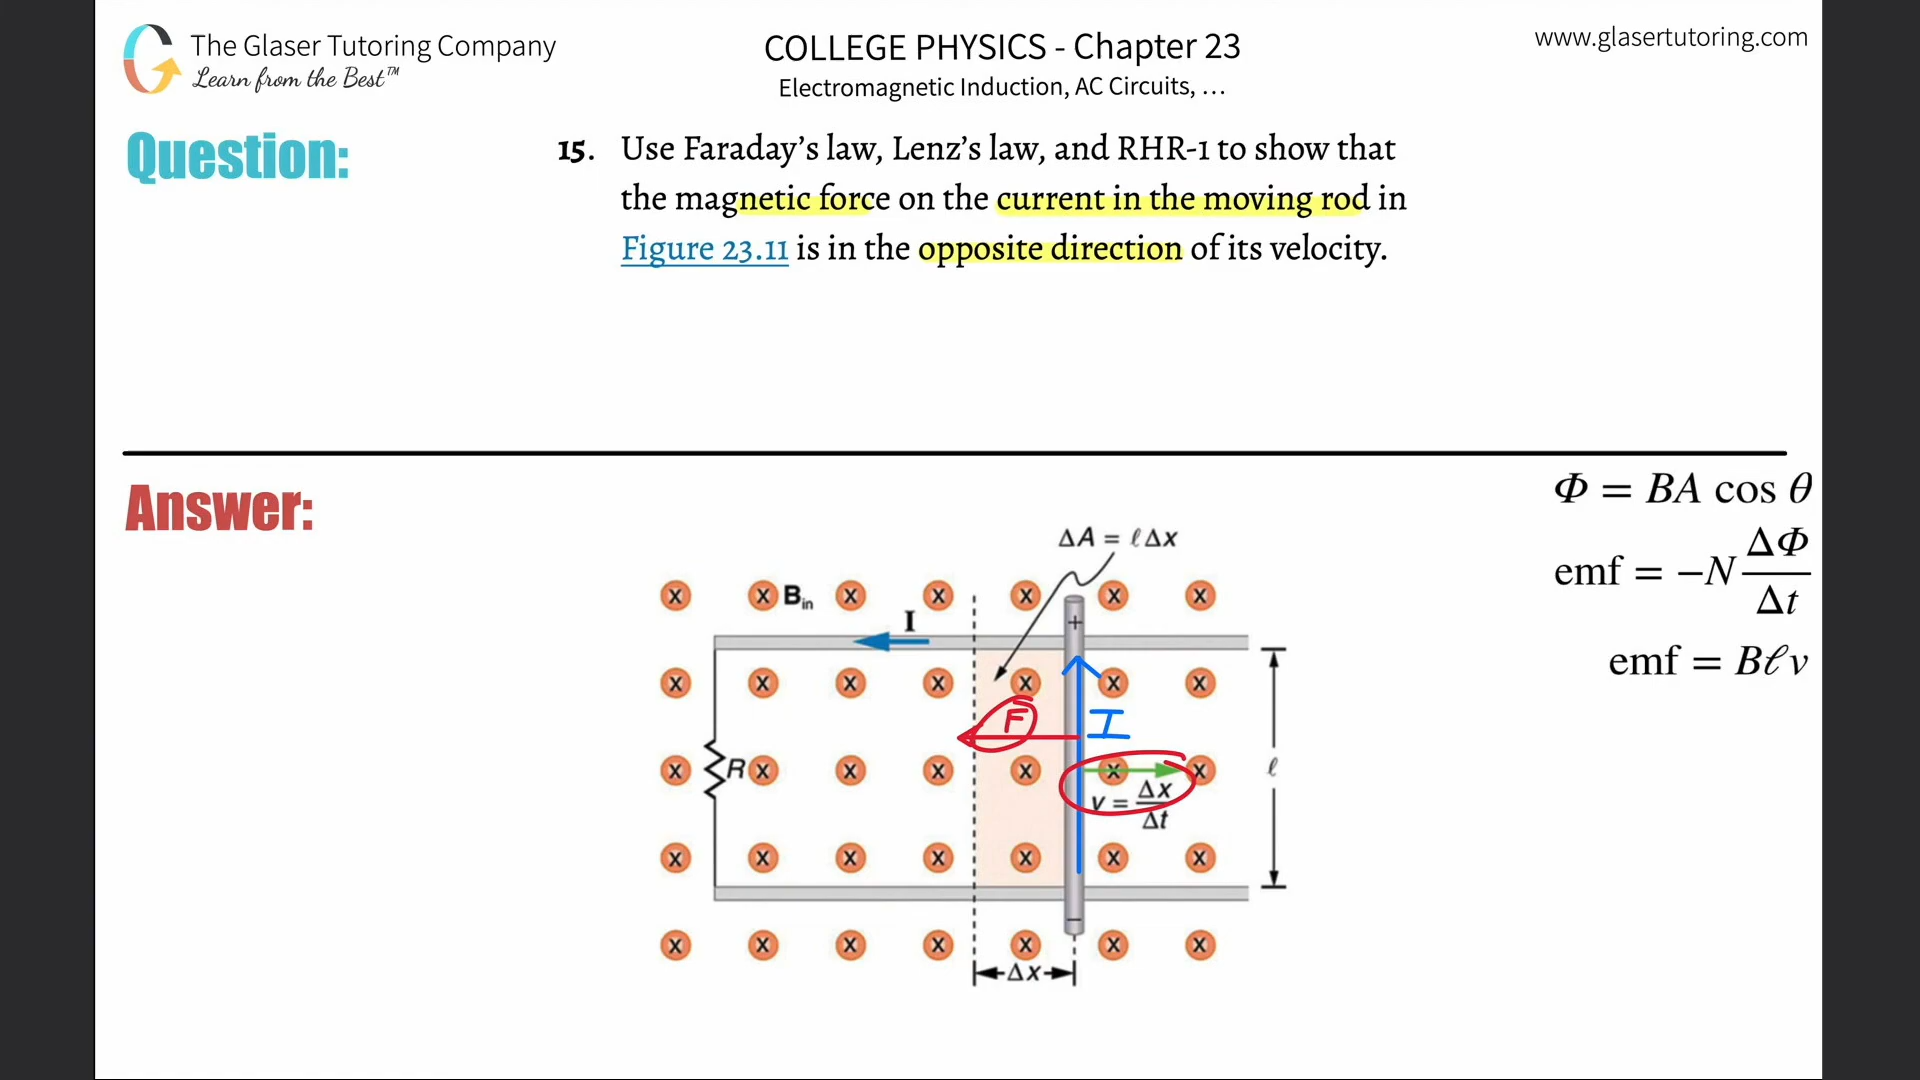 The Glaser Tutoring Company
Learn from the Best™
COLLEGE PHYSICS - Chapter 23
Electromagnetic Induction, AC Circuits, …
www.glasertutoring.com
Question:
15. Use Faraday’s law, Lenz’s law, and RHR-1 to show that
the magnetic force on the current in the moving rod in
Figure 23.11 is in the opposite direction of its velocity.
Answer:
Φ = BA cos θ
emf = −N ΔΦ/Δt
emf = Bℓv
ΔA = ℓΔx
x x B_in x x x x x
I
+
x x x x x x x
F I
x R x x x x x x
v = Δx/Δt
ℓ
x x x x x x x
−
x x x x x x x
Δx